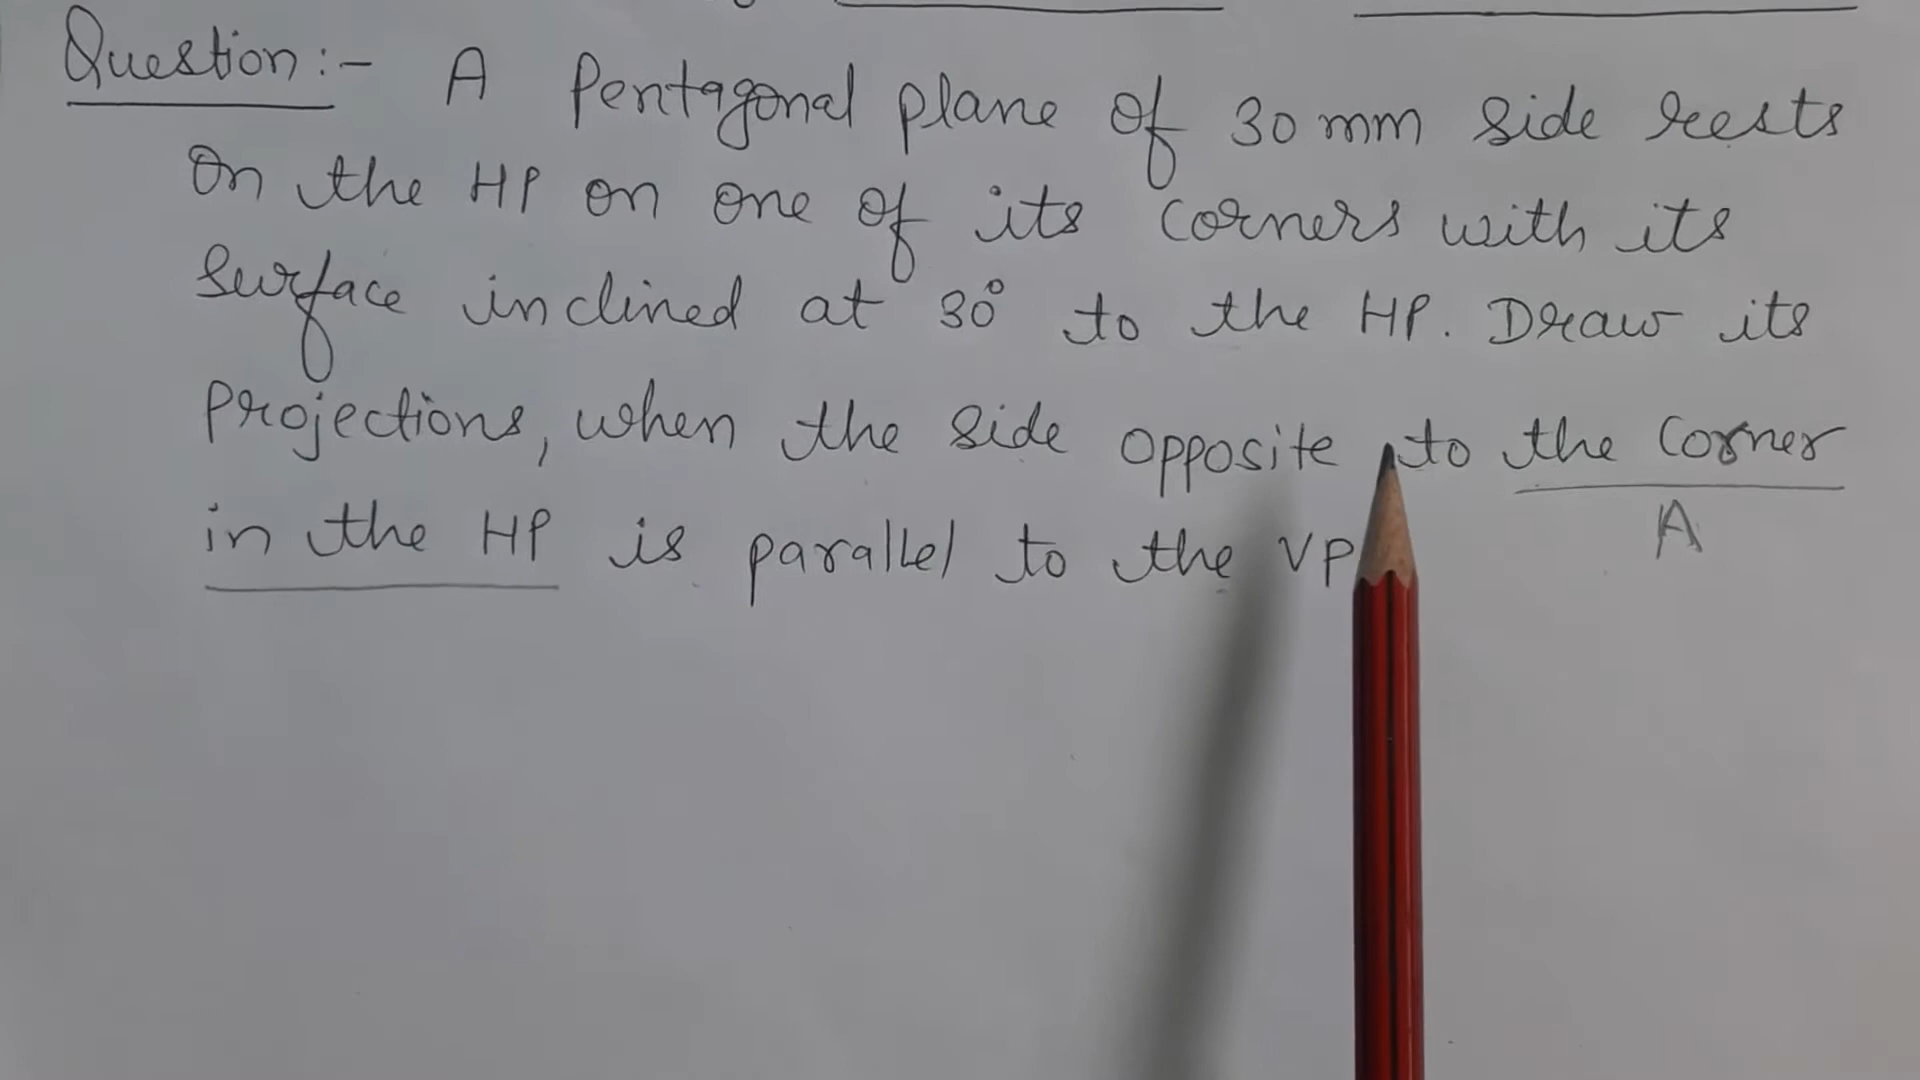 Question:- A Pentagonal plane of 30 mm side rests
On the HP on one of its corners with its
Surface inclined at 30° to the HP. Draw its
Projections, when the side opposite to the Corner
in the HP is parallel to the VP
A